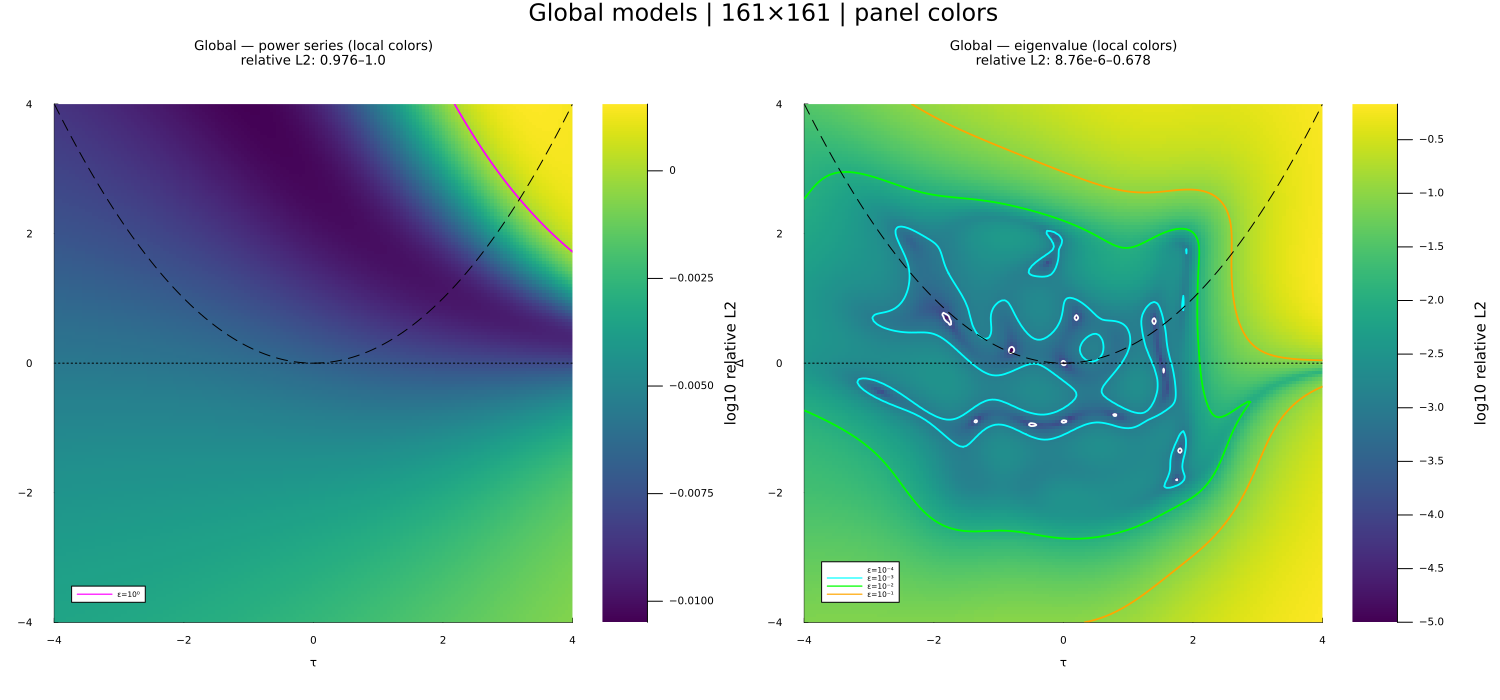 Global models | 161×161 | panel colors
Global — power series (local colors)
relative L2: 0.976–1.0
4
2
0
−2
−4
−4
−2
0
2
4
τ
ε=10⁰
0
−0.0025
−0.0050
−0.0075
−0.0100
log10 relative L2
Global — eigenvalue (local colors)
relative L2: 8.76e-6–0.678
Δ
4
2
0
−2
−4
−4
−2
0
2
4
τ
ε=10⁻⁴
ε=10⁻³
ε=10⁻²
ε=10⁻¹
−0.5
−1.0
−1.5
−2.0
−2.5
−3.0
−3.5
−4.0
−4.5
−5.0
log10 relative L2